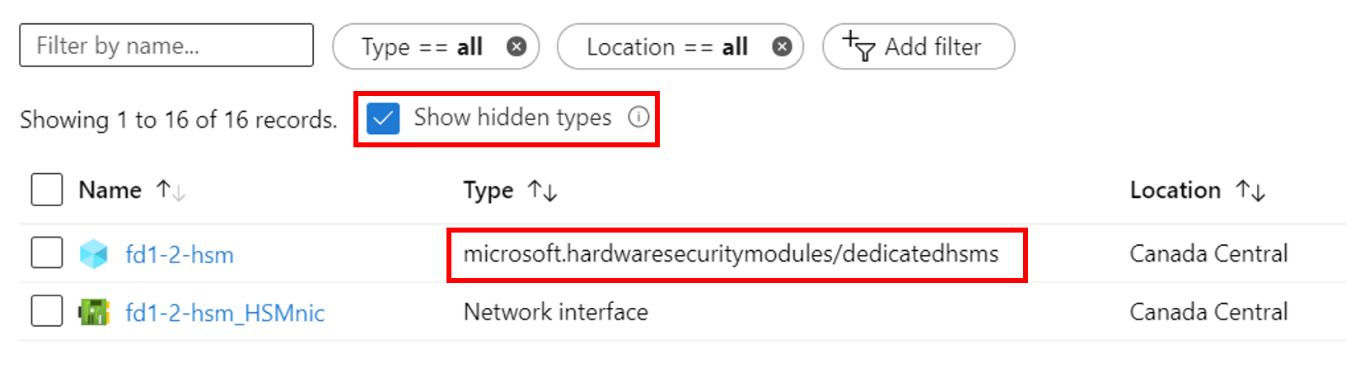 Filter by name... Type == all Location == all Add filter
Showing 1 to 16 of 16 records. Show hidden types
Name Type Location
fd1-2-hsm microsoft.hardwaresecuritymodules/dedicatedhsms Canada Central
fd1-2-hsm_HSMnic Network interface Canada Central